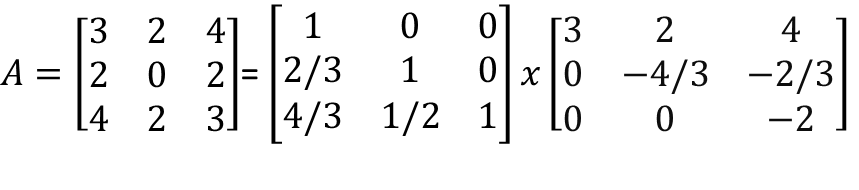 A = [3 2 4; 2 0 2; 4 2 3] = [1 0 0; 2/3 1 0; 4/3 1/2 1] x [3 2 4; 0 −4/3 −2/3; 0 0 −2]